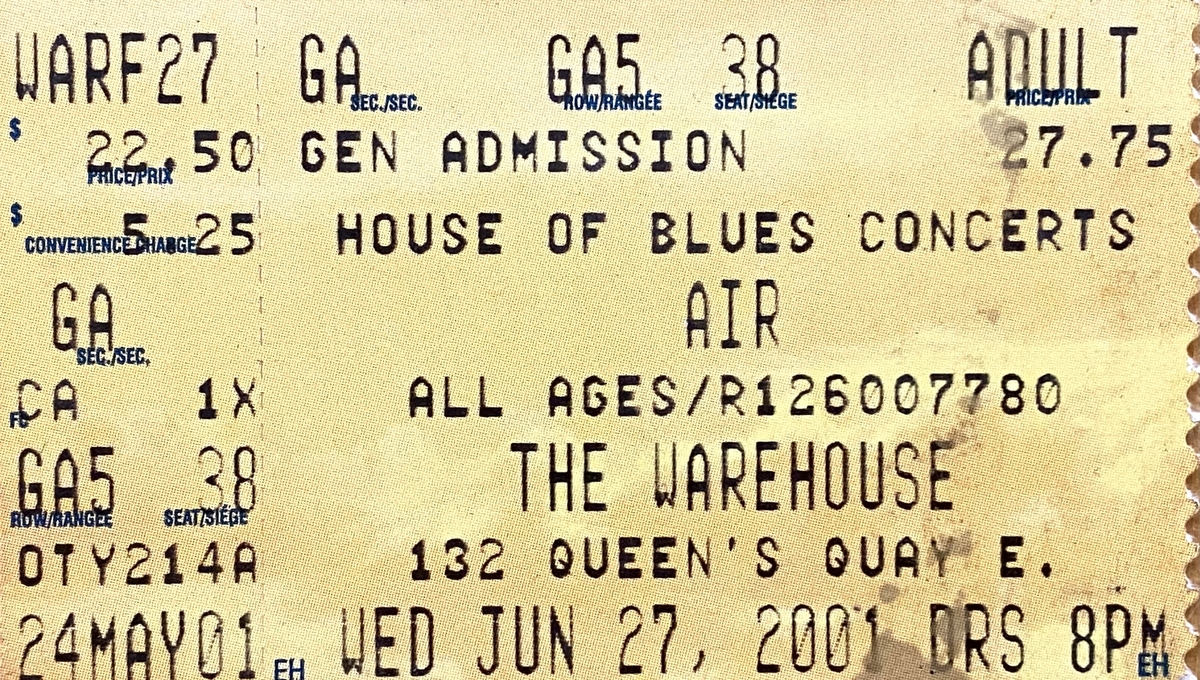 WARF27 GA SEC./SEC. GA5 ROW/RANGÉE 38 SEAT/SIÈGE ADULT PRICE/PRIX
$ 22.50 PRICE/PRIX GEN ADMISSION 27.75
$ 5.25 CONVENIENCE CHARGE HOUSE OF BLUES CONCERTS
GA SEC./SEC. AIR
CA 1X ALL AGES/R126007780
GA5 ROW/RANGÉE 38 SEAT/SIÈGE THE WAREHOUSE
OTY214A 132 QUEEN'S QUAY E.
24MAY01 EH WED JUN 27, 2001 DRS 8PM EH